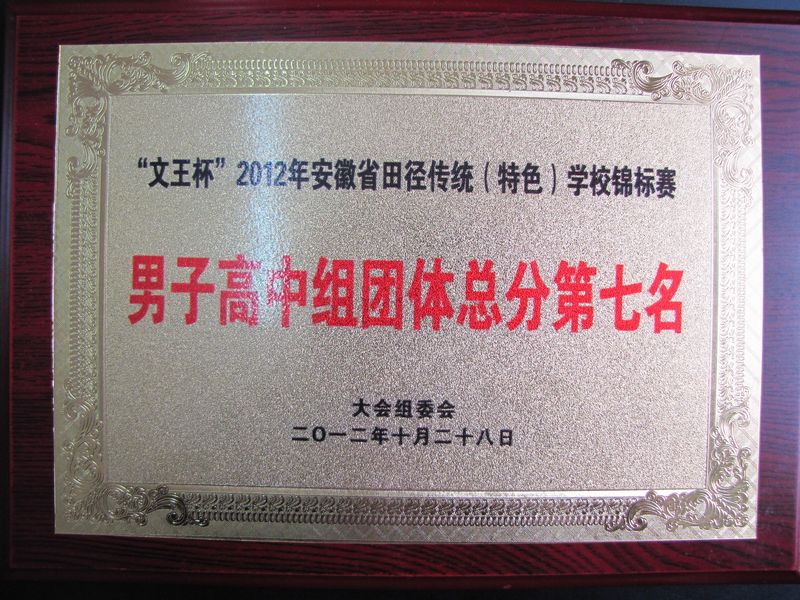 “文王杯”2012年安徽省田径传统（特色）学校锦标赛
男子高中组团体总分第七名
大会组委会
二〇一二年十月二十八日